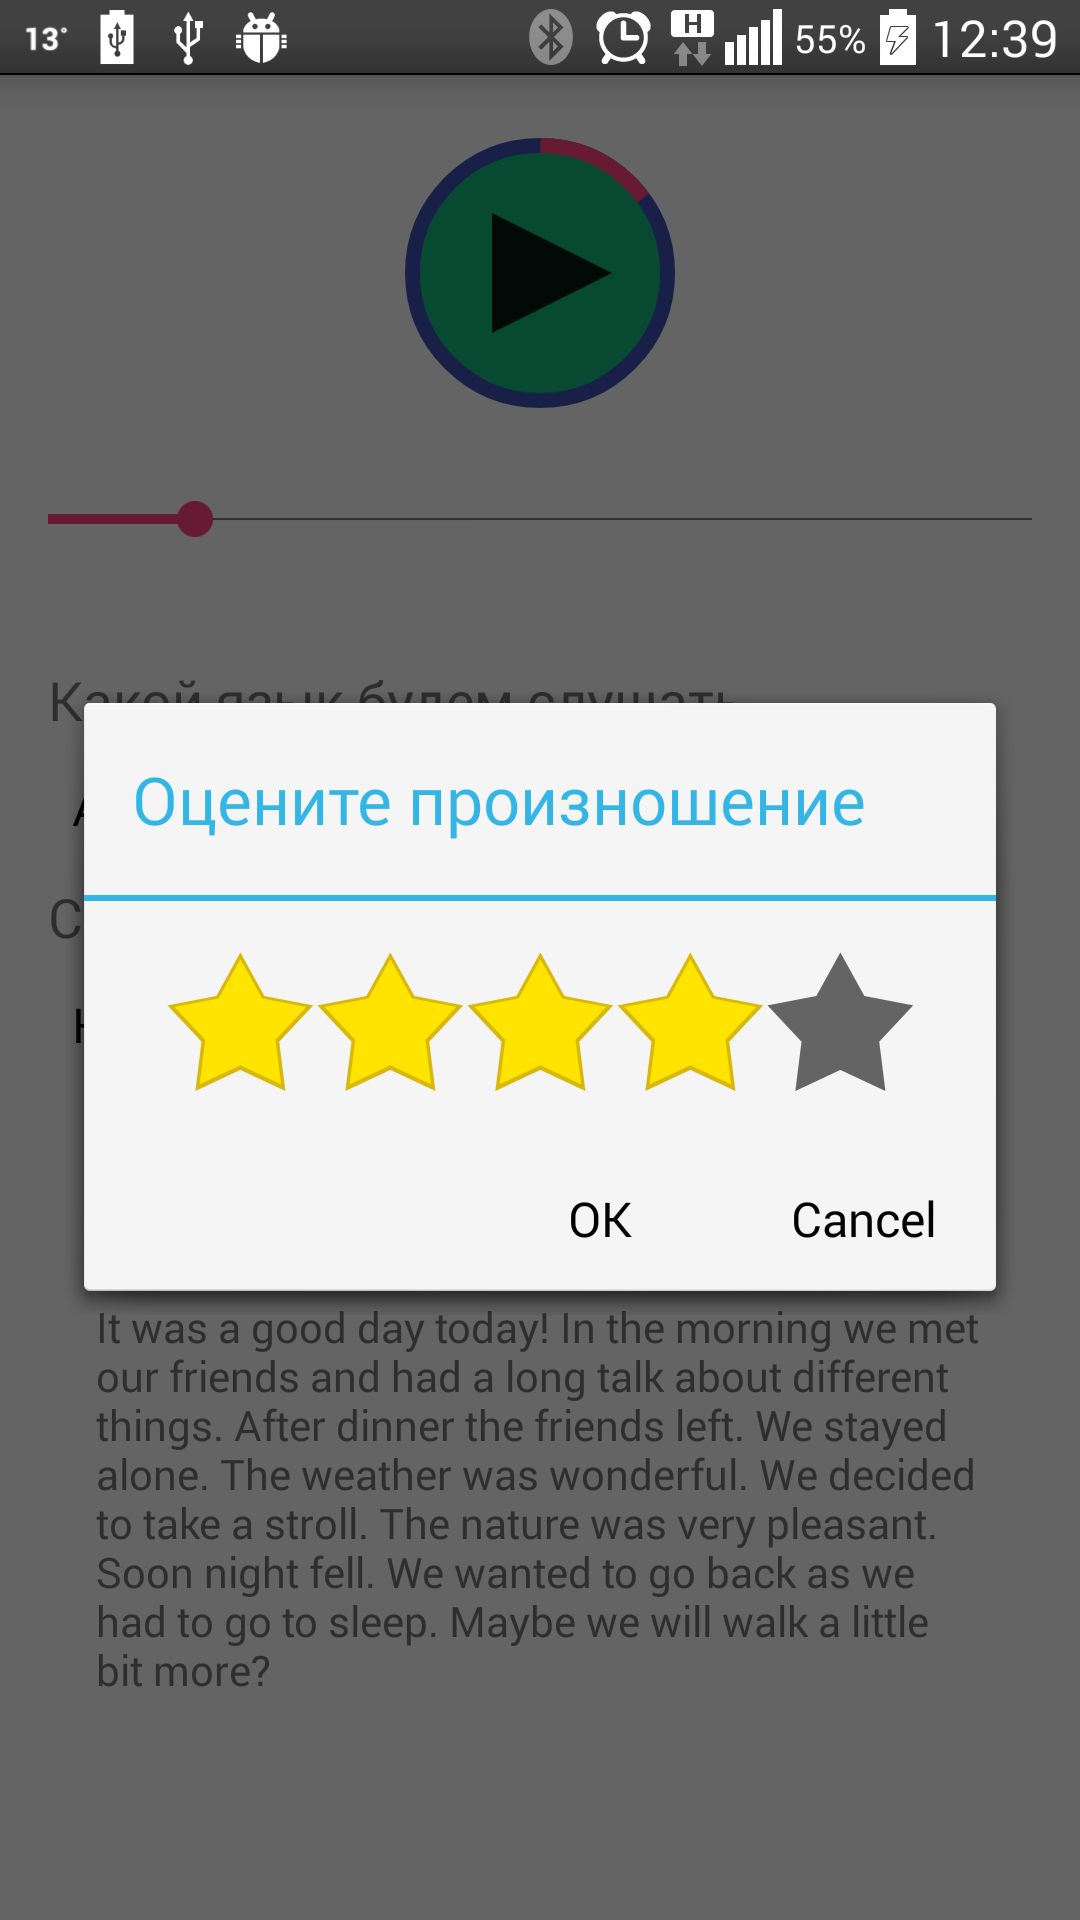 13°
H
55%
12:39
Какой язык будем слушать
Оцените произношение
OK
Cancel
It was a good day today! In the morning we met
our friends and had a long talk about different
things. After dinner the friends left. We stayed
alone. The weather was wonderful. We decided
to take a stroll. The nature was very pleasant.
Soon night fell. We wanted to go back as we
had to go to sleep. Maybe we will walk a little
bit more?